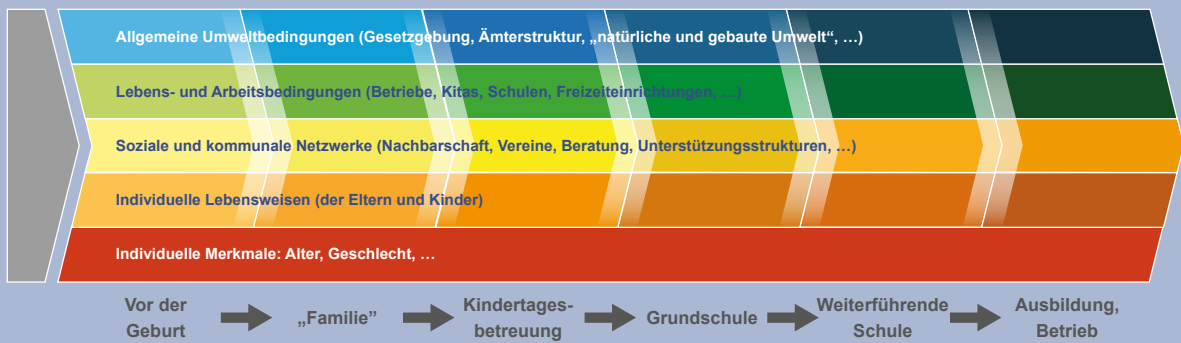 Allgemeine Umweltbedingungen (Gesetzgebung, Ämterstruktur, „natürliche und gebaute Umwelt“, …)
Lebens- und Arbeitsbedingungen (Betriebe, Kitas, Schulen, Freizeiteinrichtungen, …)
Soziale und kommunale Netzwerke (Nachbarschaft, Vereine, Beratung, Unterstützungsstrukturen, …)
Individuelle Lebensweisen (der Eltern und Kinder)
Individuelle Merkmale: Alter, Geschlecht, …
Vor der
Geburt
„Familie”
Kindertages-
betreuung
Grundschule
Weiterführende
Schule
Ausbildung,
Betrieb